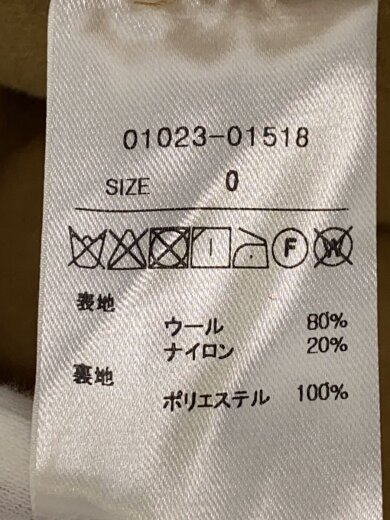 01023-01518
SIZE 0
F W
表地
ウール 80%
ナイロン 20%
裏地
ポリエステル 100%